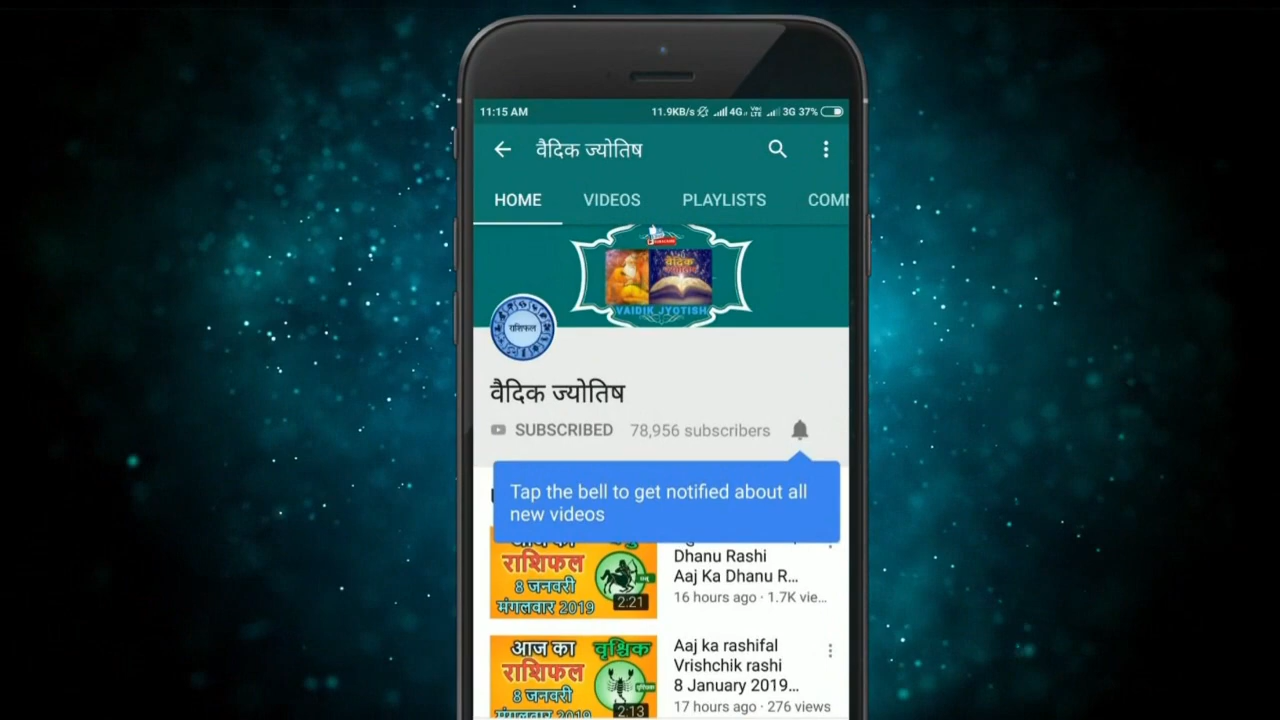 11:15 AM
11.9KB/s 4G 3G 37%
वैदिक ज्योतिष
HOME VIDEOS PLAYLISTS COMM
वैदिक
VAIDIK JYOTISH
राशिफल
वैदिक ज्योतिष
SUBSCRIBED 78,956 subscribers
Tap the bell to get notified about all
new videos
आज का
राशिफल
8 जनवरी
मंगलवार 2019
2:21
Dhanu Rashi
Aaj Ka Dhanu R...
16 hours ago · 1.7K vie...
आज का वृश्चिक
राशिफल
8 जनवरी
मंगलवार 2019
2:13
Aaj ka rashifal
Vrishchik rashi
8 January 2019...
17 hours ago · 276 views